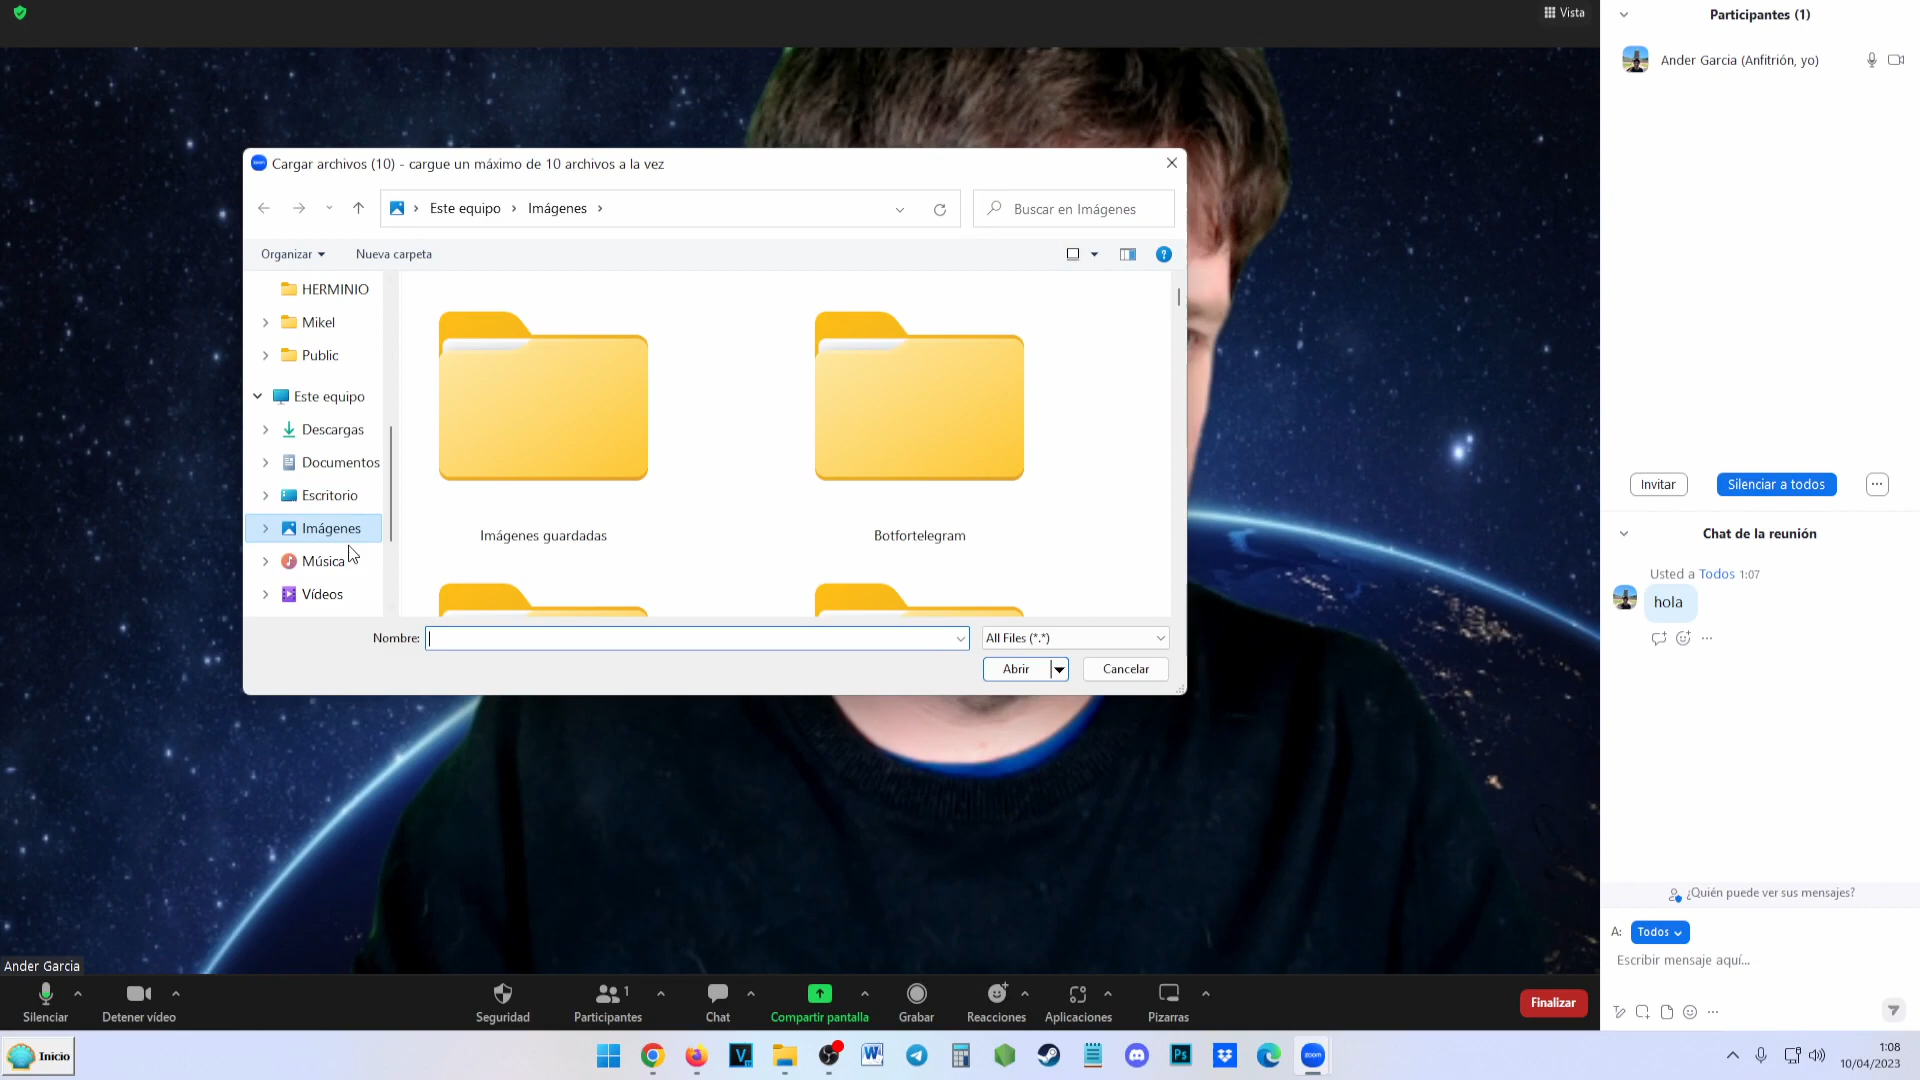 Vista
Participantes (1)
Ander Garcia (Anfitrión, yo)
Cargar archivos (10) - cargue un máximo de 10 archivos a la vez
Este equipo
Imágenes
Buscar en Imágenes
Organizar
Nueva carpeta
HERMINIO
Mikel
Public
Este equipo
Descargas
Documentos
Escritorio
Imágenes
Música
Vídeos
Imágenes guardadas
Botfortelegram
Nombre:
All Files (*.*)
Abrir
Cancelar
Invitar
Silenciar a todos
Chat de la reunión
Usted a Todos 1:07
hola
¿Quién puede ver sus mensajes?
A: Todos
Escribir mensaje aquí...
Ander Garcia
Silenciar
Detener vídeo
Seguridad
1
Participantes
Chat
Compartir pantalla
Grabar
Reacciones
Aplicaciones
Pizarras
Finalizar
Inicio
V
W
Ps
zoom
1:08
10/04/2023